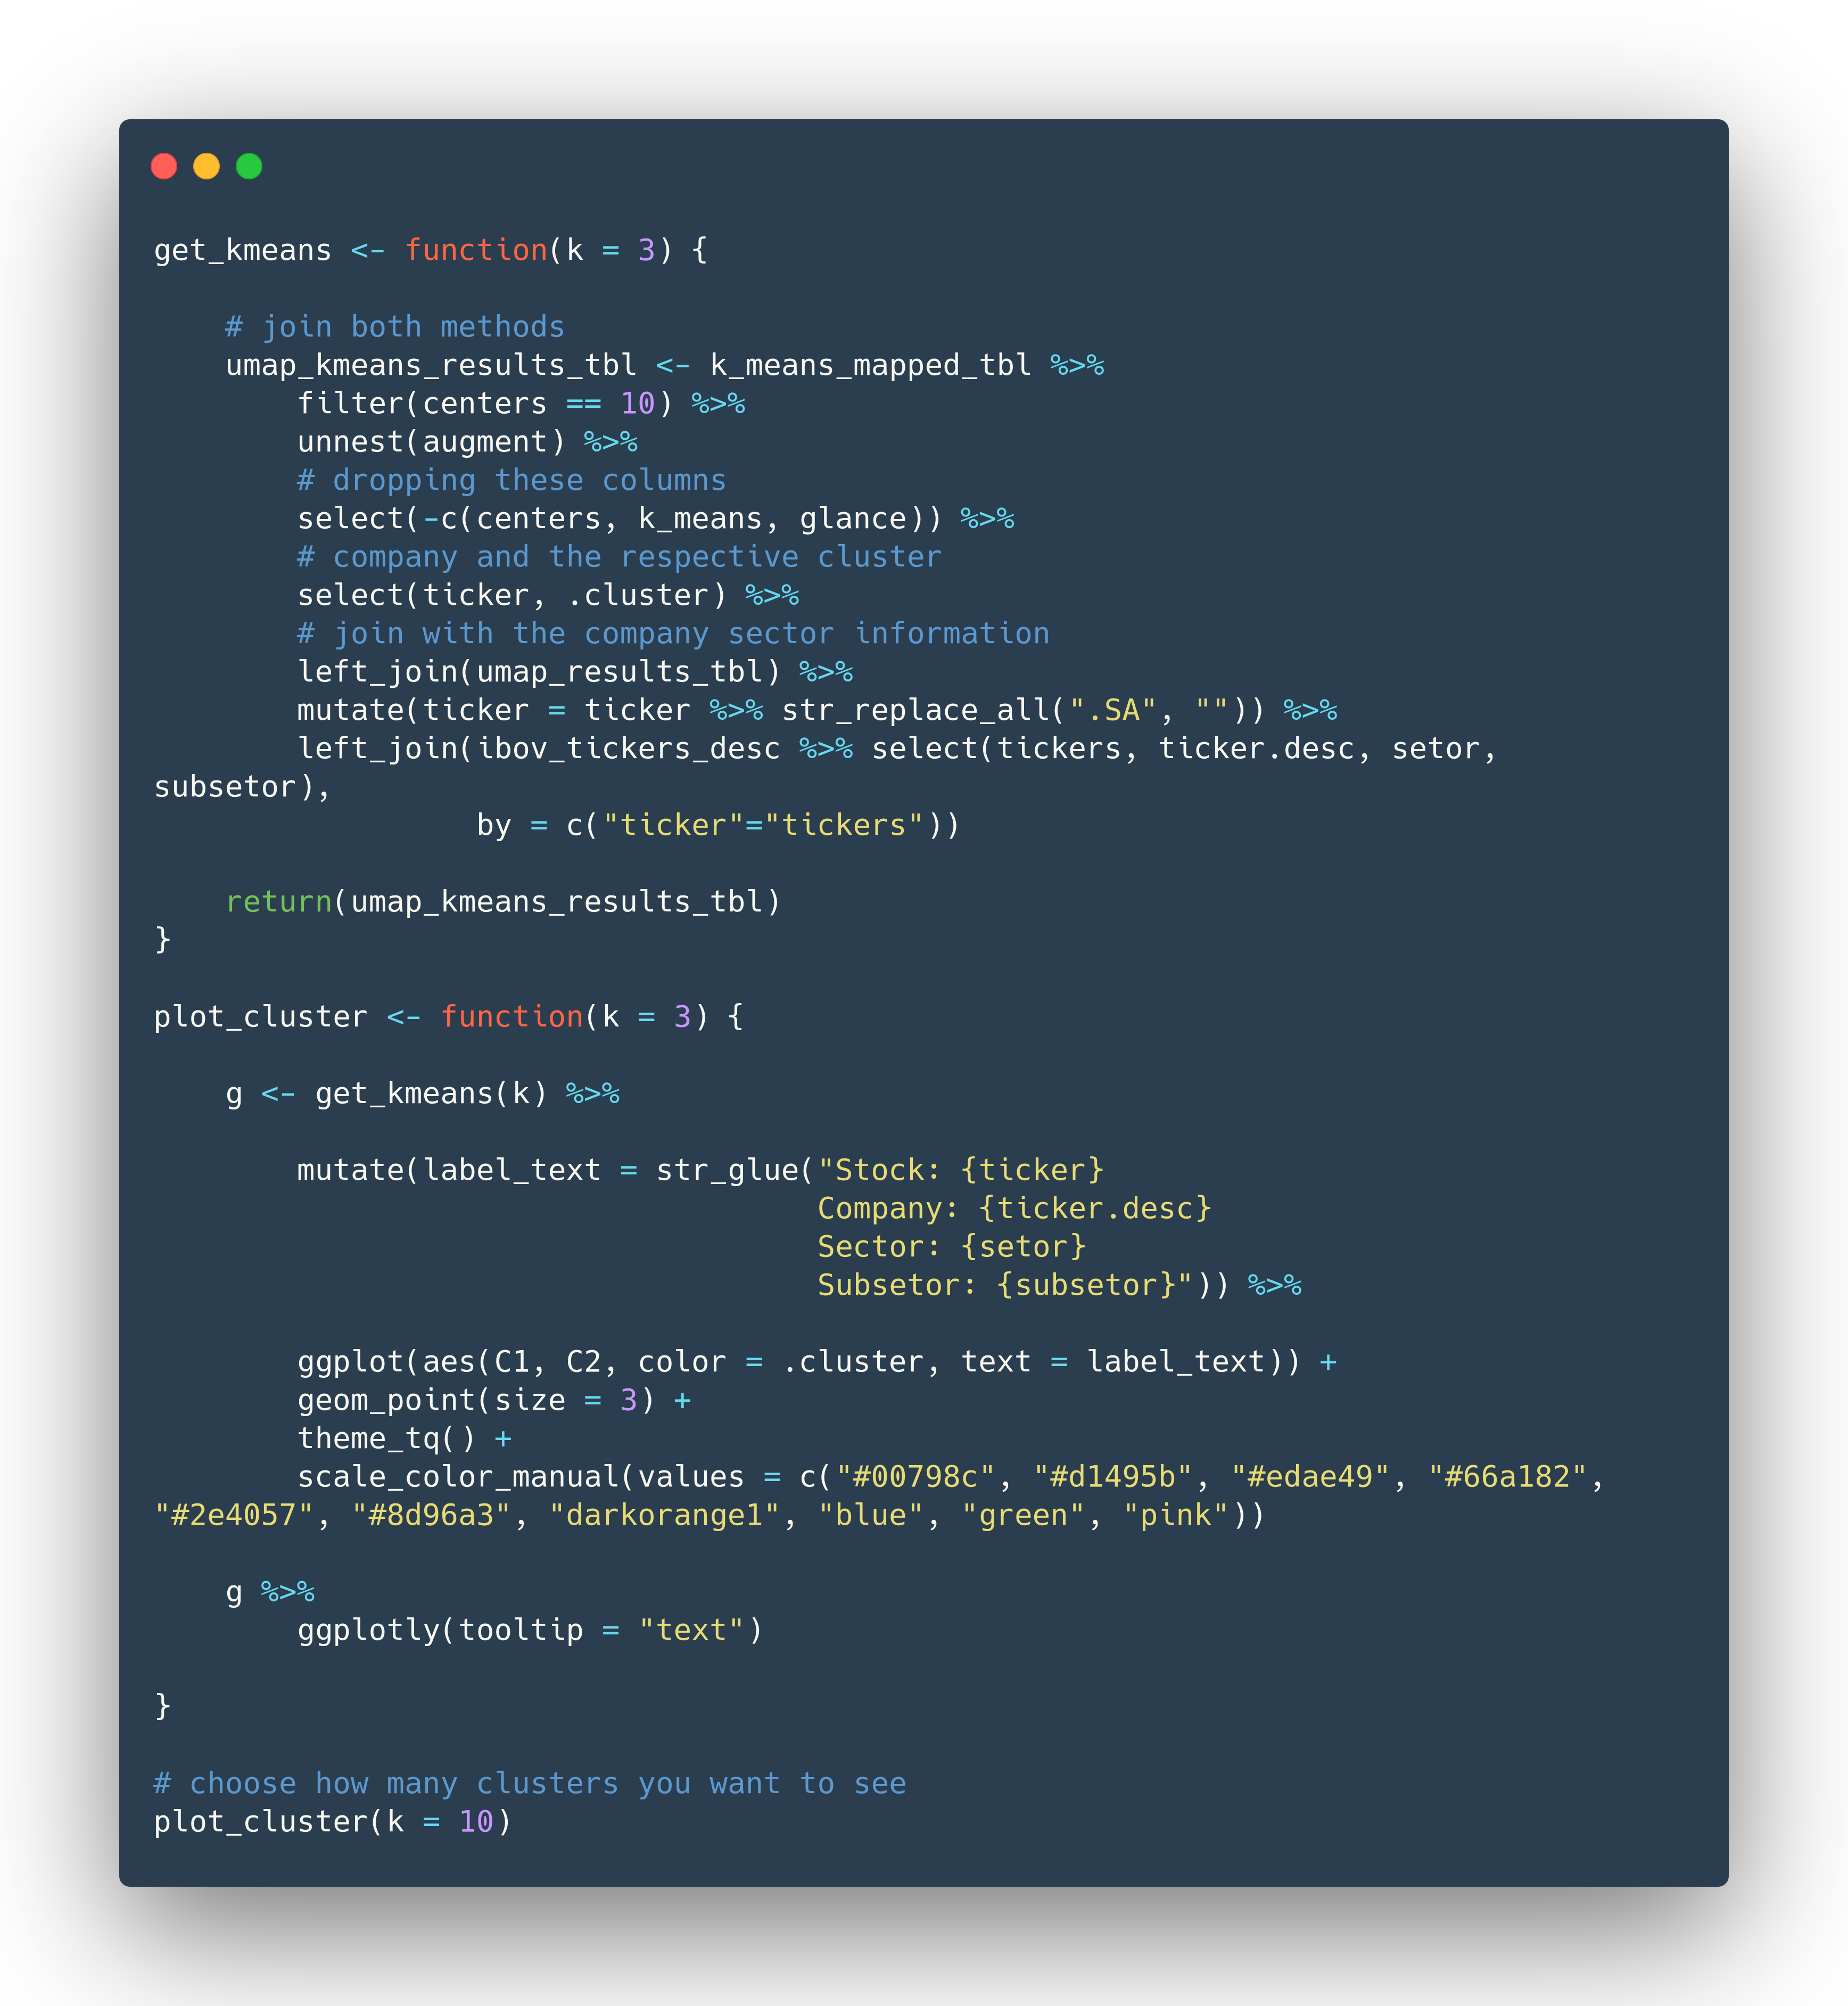 get_kmeans <- function(k = 3) {
    # join both methods
    umap_kmeans_results_tbl <- k_means_mapped_tbl %>%
        filter(centers == 10) %>%
        unnest(augment) %>%
        # dropping these columns
        select(-c(centers, k_means, glance)) %>%
        # company and the respective cluster
        select(ticker, .cluster) %>%
        # join with the company sector information
        left_join(umap_results_tbl) %>%
        mutate(ticker = ticker %>% str_replace_all(".SA", "")) %>%
        left_join(ibov_tickers_desc %>% select(tickers, ticker.desc, setor,
subsetor),
                  by = c("ticker"="tickers"))
    return(umap_kmeans_results_tbl)
}
plot_cluster <- function(k = 3) {
    g <- get_kmeans(k) %>%
        mutate(label_text = str_glue("Stock: {ticker}
                                     Company: {ticker.desc}
                                     Sector: {setor}
                                     Subsetor: {subsetor}")) %>%
        ggplot(aes(C1, C2, color = .cluster, text = label_text)) +
        geom_point(size = 3) +
        theme_tq() +
        scale_color_manual(values = c("#00798c", "#d1495b", "#edae49", "#66a182",
"#2e4057", "#8d96a3", "darkorange1", "blue", "green", "pink"))
    g %>%
        ggplotly(tooltip = "text")
}
# choose how many clusters you want to see
plot_cluster(k = 10)